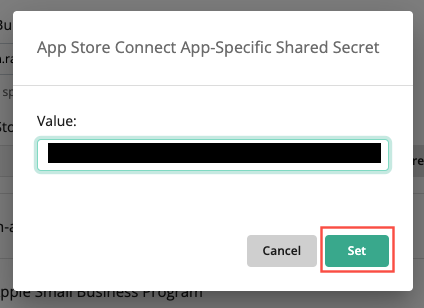 App Store Connect App-Specific Shared Secret
Value:
Cancel
Set
pple Small Business Program